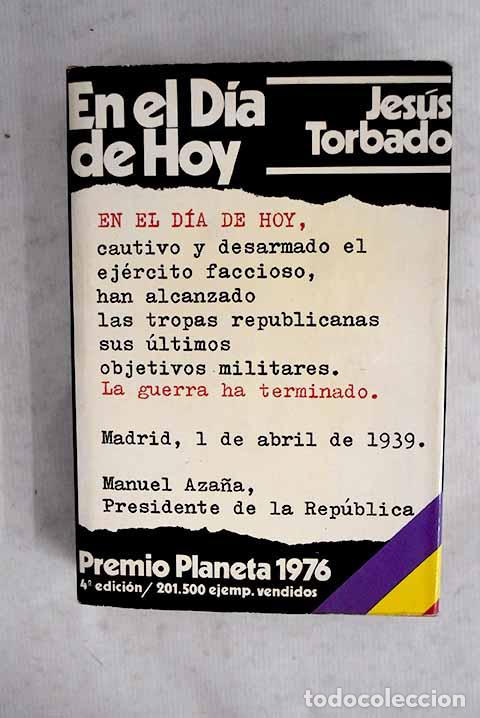 En el Día
de Hoy
Jesús
Torbado
EN EL DÍA DE HOY,
cautivo y desarmado el
ejército faccioso,
han alcanzado
las tropas republicanas
sus últimos
objetivos militares.
La guerra ha terminado.
Madrid, 1 de abril de 1939.
Manuel Azaña,
Presidente de la República
Premio Planeta 1976
4ª edición/ 201.500 ejemp. vendidos
todocoleccion